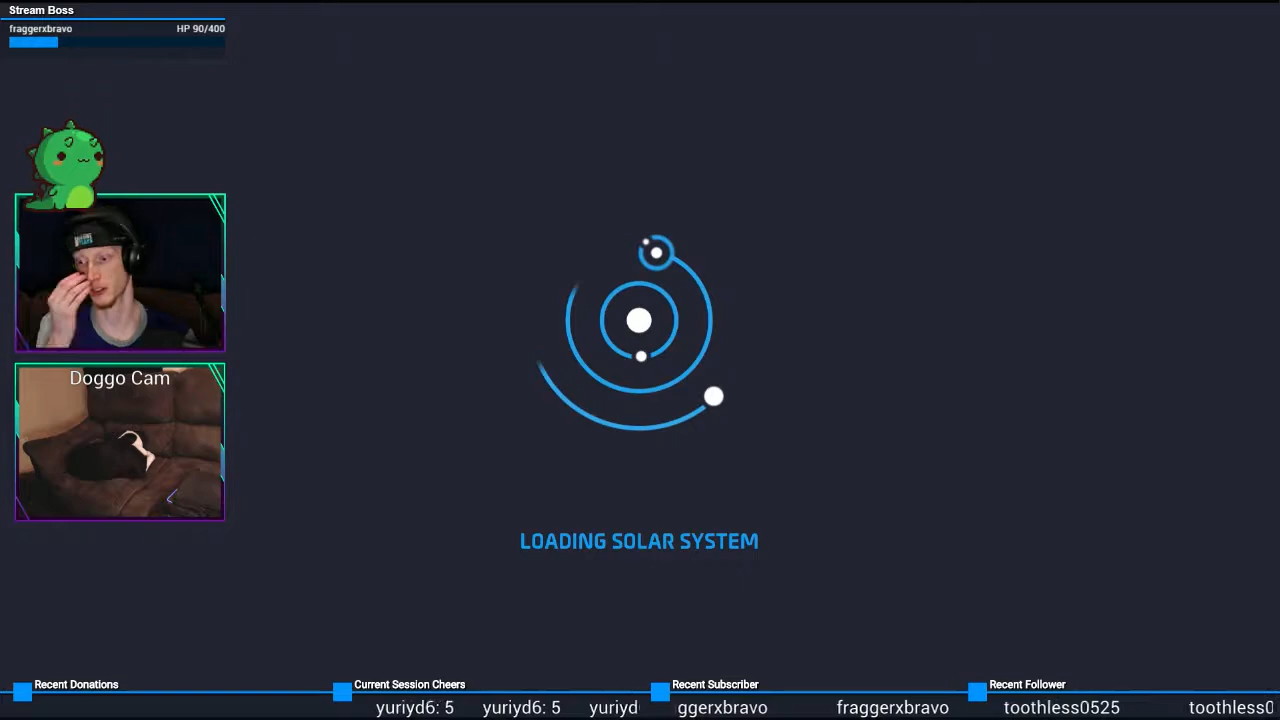 Stream Boss
fraggerxbravo HP 90/400
Doggo Cam
LOADING SOLAR SYSTEM
Recent Donations
Current Session Cheers
Recent Subscriber
Recent Follower
yuriyd6: 5 yuriyd6: 5 yuriyd
ggerxbravo fraggerxbravo
toothless0525 toothless0